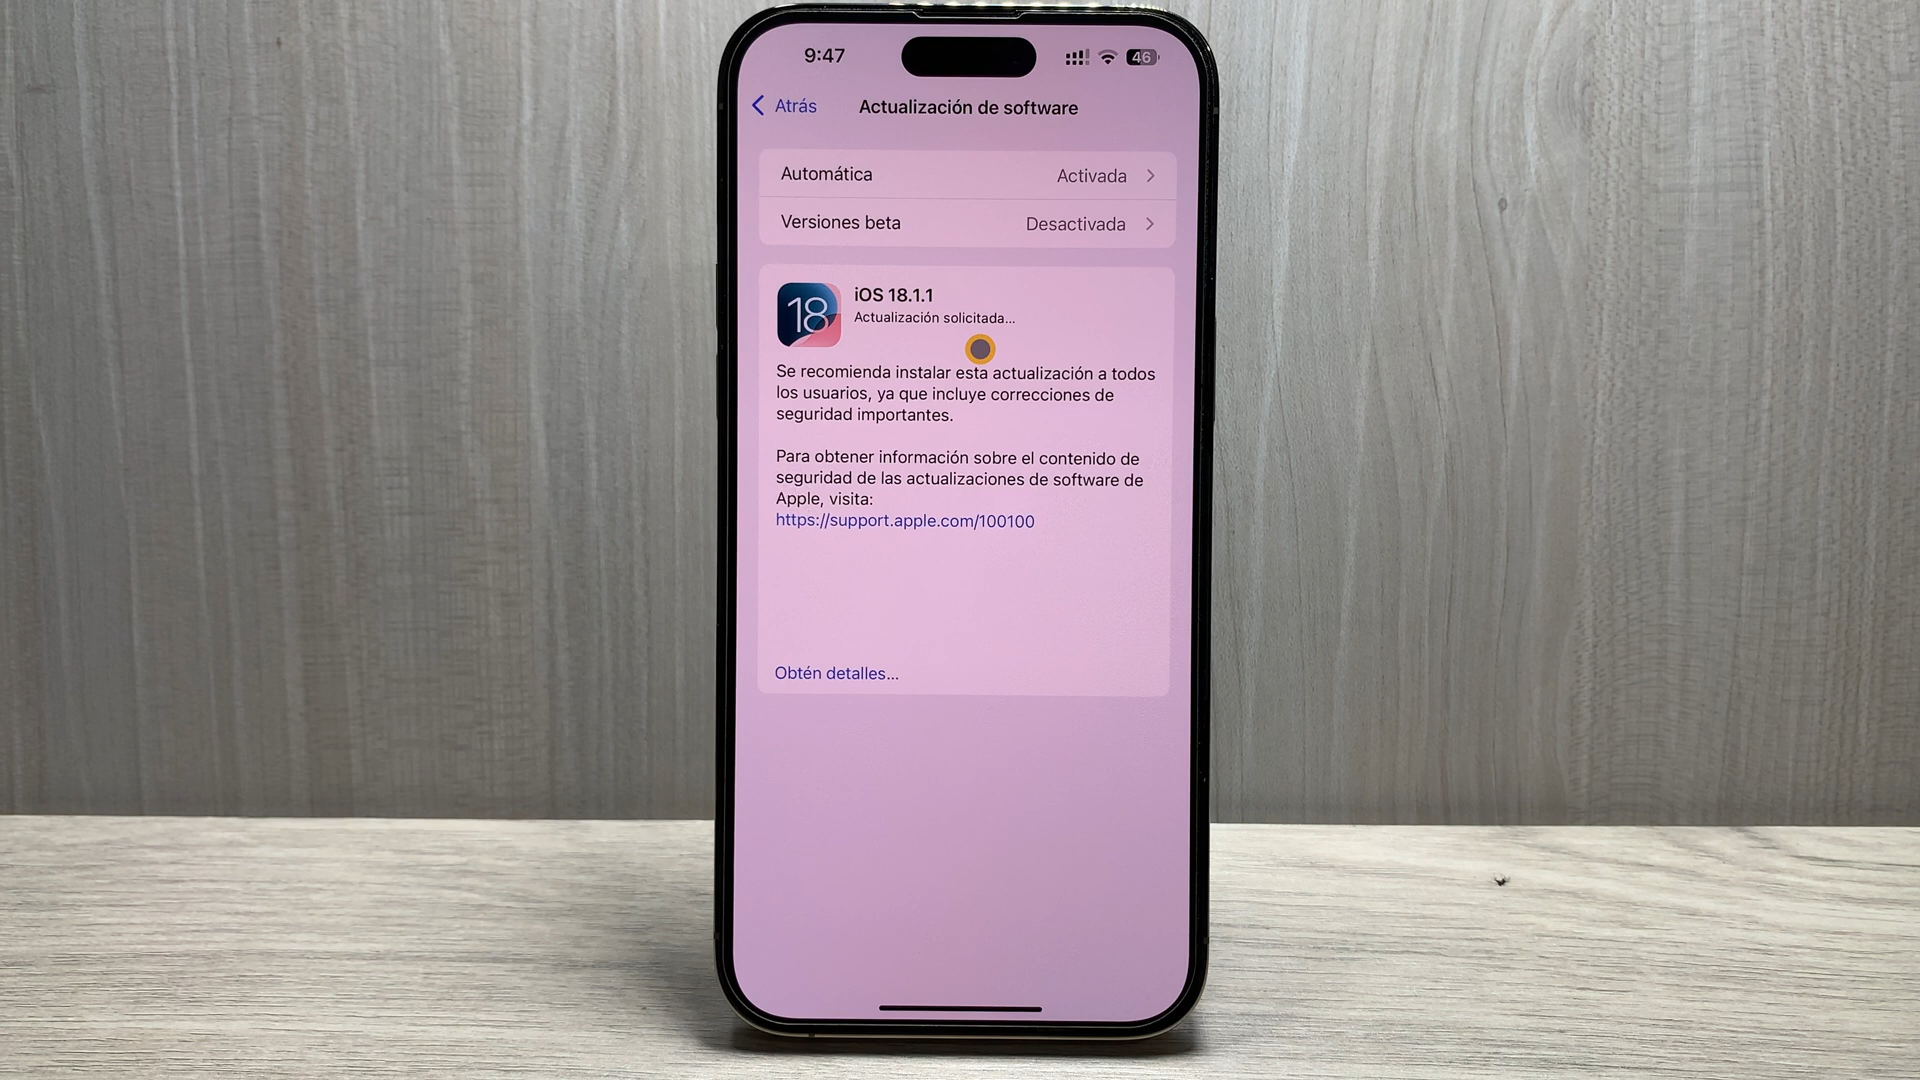 9:47
46
Atrás
Actualización de software
Automática
Activada
Versiones beta
Desactivada
18
iOS 18.1.1
Actualización solicitada...
Se recomienda instalar esta actualización a todos
los usuarios, ya que incluye correcciones de
seguridad importantes.
Para obtener información sobre el contenido de
seguridad de las actualizaciones de software de
Apple, visita:
https://support.apple.com/100100
Obtén detalles...